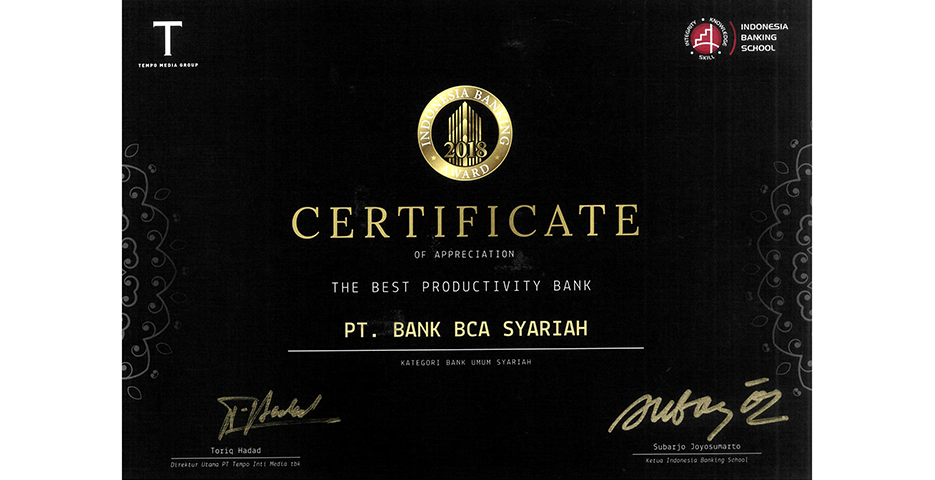 T
TEMPO MEDIA GROUP
INTEGRITY
KNOWLEDGE
SKILL
INDONESIA
BANKING
SCHOOL
INDONESIA BANKING
2018
AWARD
CERTIFICATE
OF APPRECIATION
THE BEST PRODUCTIVITY BANK
PT. BANK BCA SYARIAH
KATEGORI BANK UMUM SYARIAH
Toriq Hadad
Direktur Utama PT Tempo Inti Media tbk
Subarjo Joyosumarto
Ketua Indonesia Banking School